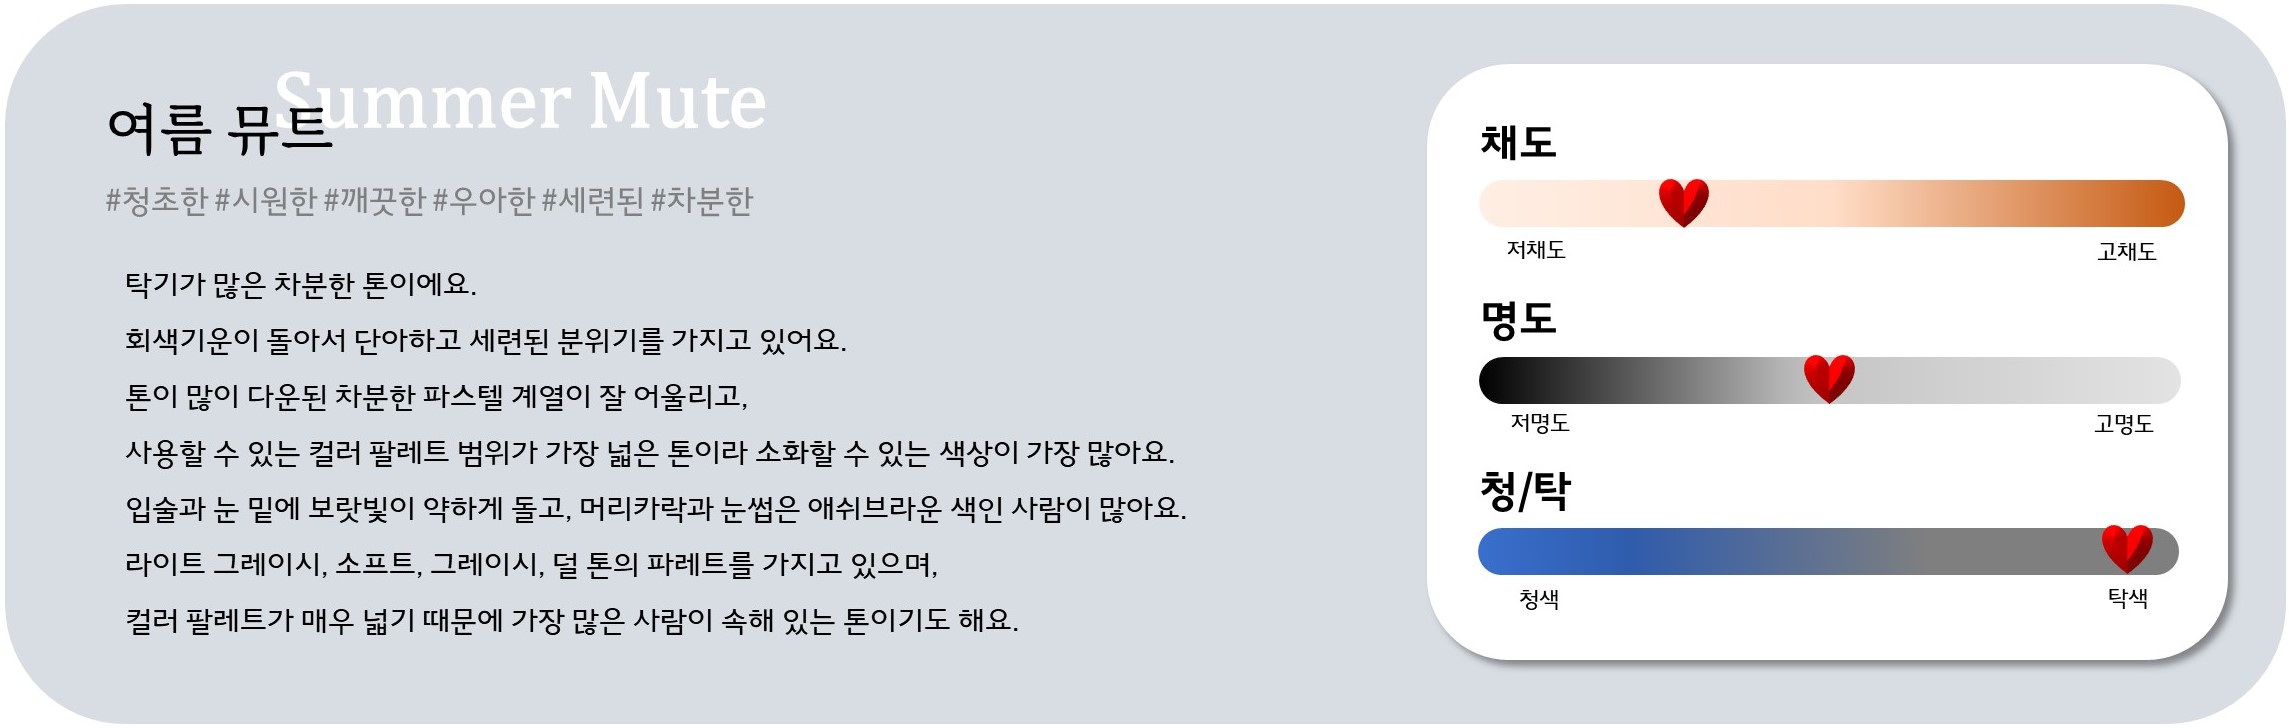 Summer Mute
여름 뮤트
#청초한 #시원한 #깨끗한 #우아한 #세련된 #차분한
탁기가 많은 차분한 톤이에요.
회색기운이 돌아서 단아하고 세련된 분위기를 가지고 있어요.
톤이 많이 다운된 차분한 파스텔 계열이 잘 어울리고,
사용할 수 있는 컬러 팔레트 범위가 가장 넓은 톤이라 소화할 수 있는 색상이 가장 많아요.
입술과 눈 밑에 보랏빛이 약하게 돌고, 머리카락과 눈썹은 애쉬브라운 색인 사람이 많아요.
라이트 그레이시, 소프트, 그레이시, 덜 톤의 파레트를 가지고 있으며,
컬러 팔레트가 매우 넓기 때문에 가장 많은 사람이 속해 있는 톤이기도 해요.
채도
저채도 고채도
명도
저명도 고명도
청/탁
청색 탁색